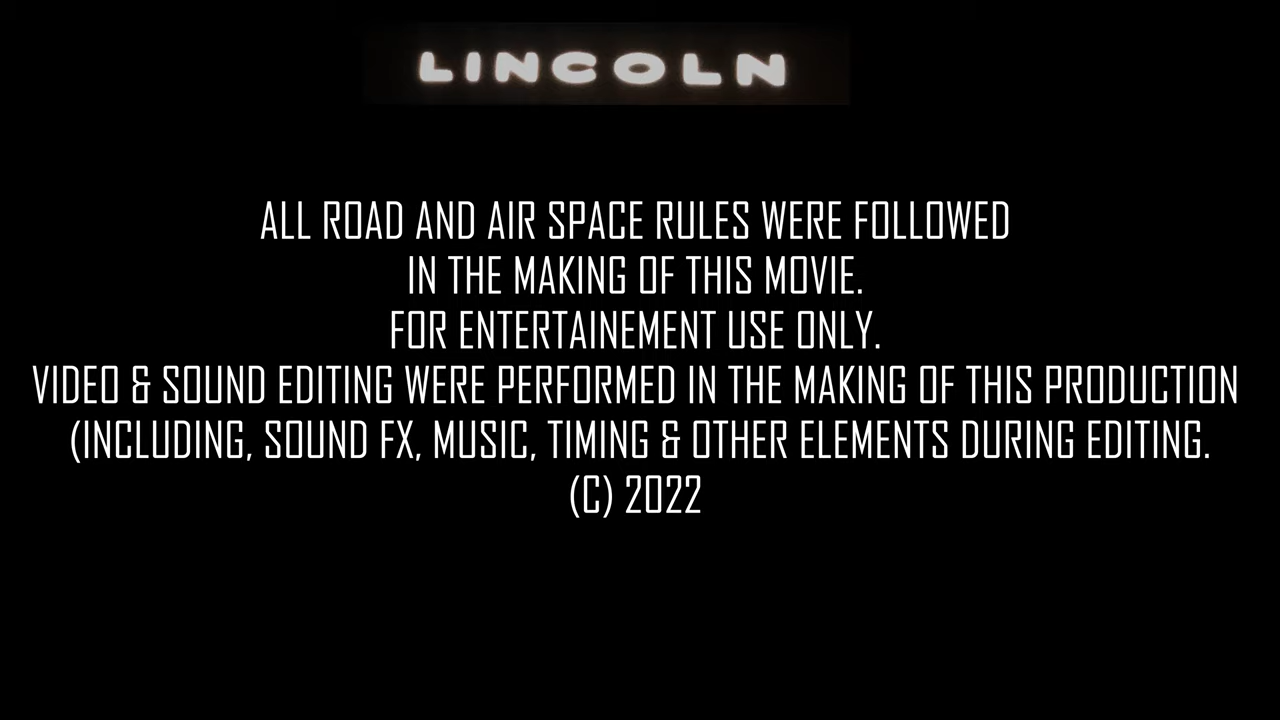 LINCOLN
ALL ROAD AND AIR SPACE RULES WERE FOLLOWED
IN THE MAKING OF THIS MOVIE.
FOR ENTERTAINEMENT USE ONLY.
VIDEO & SOUND EDITING WERE PERFORMED IN THE MAKING OF THIS PRODUCTION
(INCLUDING, SOUND FX, MUSIC, TIMING & OTHER ELEMENTS DURING EDITING.
(C) 2022